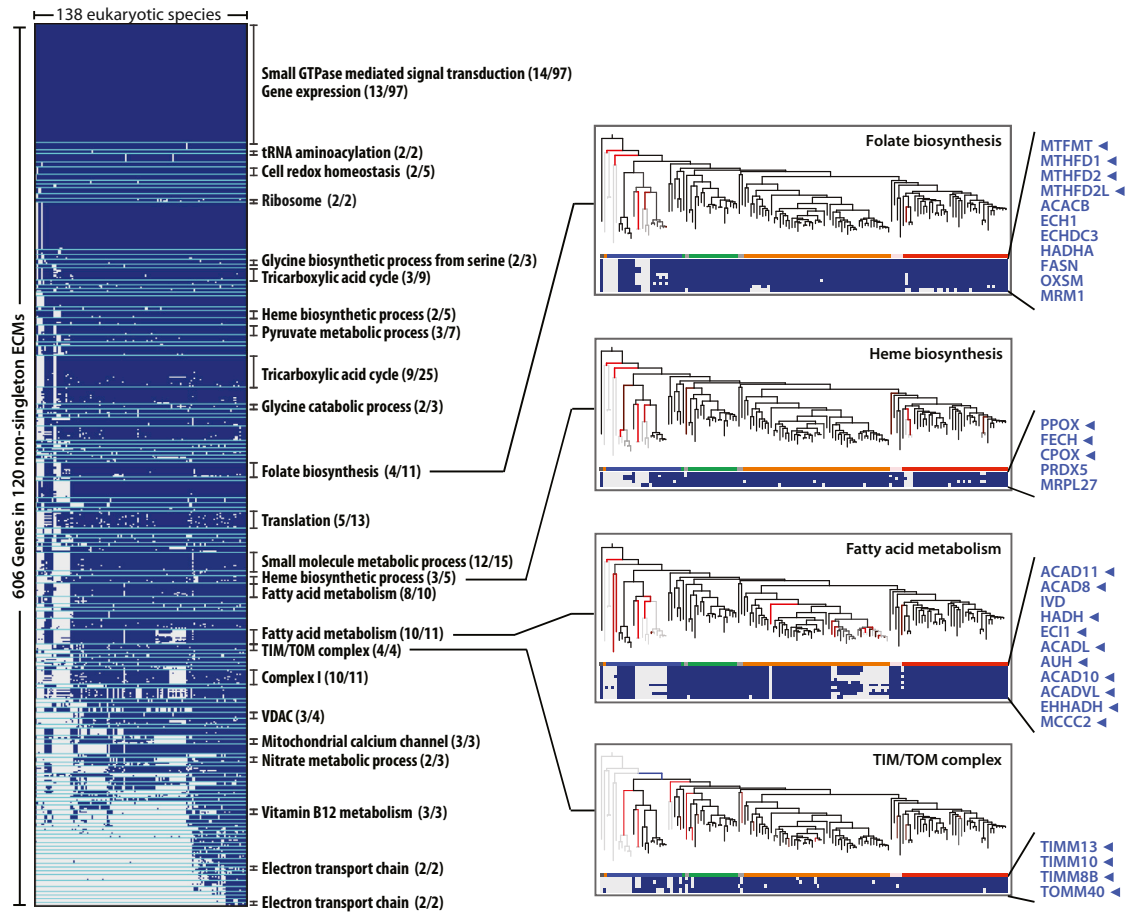 138 eukaryotic species
606 Genes in 120 non-singleton ECMs
Small GTPase mediated signal transduction (14/97)
Gene expression (13/97)
tRNA aminoacylation (2/2)
Cell redox homeostasis (2/5)
Ribosome (2/2)
Glycine biosynthetic process from serine (2/3)
Tricarboxylic acid cycle (3/9)
Heme biosynthetic process (2/5)
Pyruvate metabolic process (3/7)
Tricarboxylic acid cycle (9/25)
Glycine catabolic process (2/3)
Folate biosynthesis (4/11)
Translation (5/13)
Small molecule metabolic process (12/15)
Heme biosynthetic process (3/5)
Fatty acid metabolism (8/10)
Fatty acid metabolism (10/11)
TIM/TOM complex (4/4)
Complex I (10/11)
VDAC (3/4)
Mitochondrial calcium channel (3/3)
Nitrate metabolic process (2/3)
Vitamin B12 metabolism (3/3)
Electron transport chain (2/2)
Electron transport chain (2/2)
Folate biosynthesis
MTFMT ◄
MTHFD1 ◄
MTHFD2 ◄
MTHFD2L ◄
ACACB
ECH1
ECHDC3
HADHA
FASN
OXSM
MRM1
Heme biosynthesis
PPOX ◄
FECH ◄
CPOX ◄
PRDX5
MRPL27
Fatty acid metabolism
ACAD11 ◄
ACAD8 ◄
IVD
HADH ◄
ECI1 ◄
ACADL ◄
AUH ◄
ACAD10 ◄
ACADVL ◄
EHHADH ◄
MCCC2 ◄
TIM/TOM complex
TIMM13 ◄
TIMM10 ◄
TIMM8B ◄
TOMM40 ◄